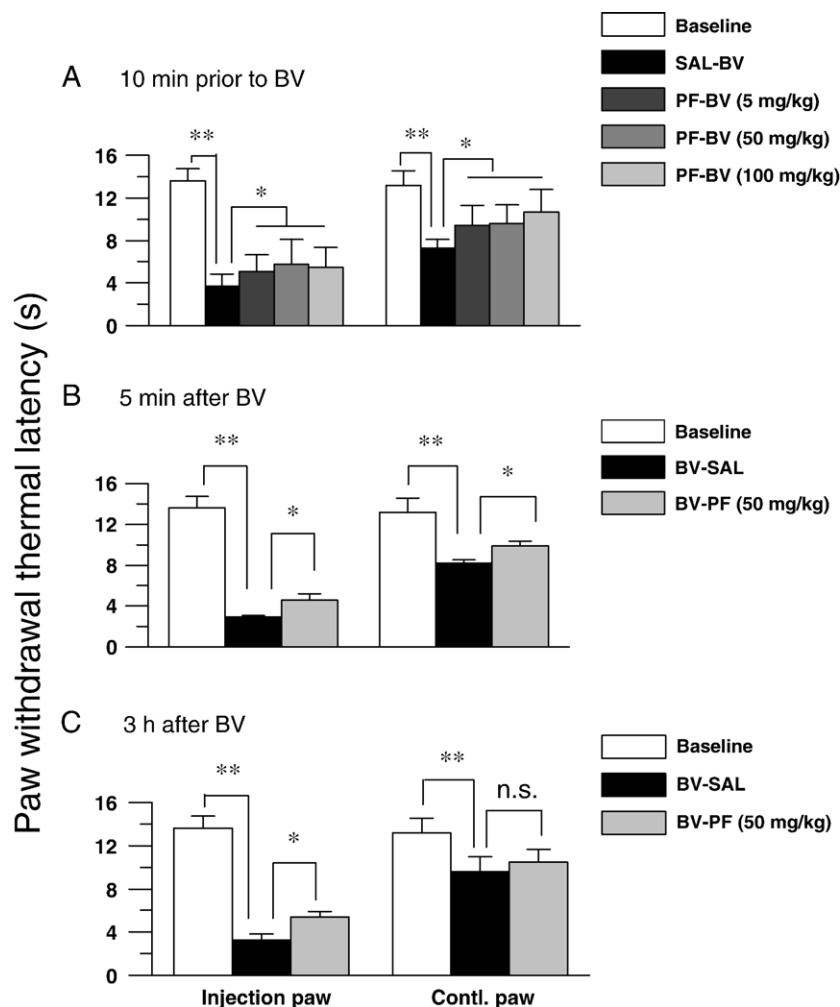 Paw withdrawal thermal latency (s)
A 10 min prior to BV
Baseline
SAL-BV
PF-BV (5 mg/kg)
PF-BV (50 mg/kg)
PF-BV (100 mg/kg)
16
12
8
4
0
**
*
**
*
B 5 min after BV
Baseline
BV-SAL
BV-PF (50 mg/kg)
16
12
8
4
0
**
*
**
*
C 3 h after BV
Baseline
BV-SAL
BV-PF (50 mg/kg)
16
12
8
4
0
**
*
**
n.s.
Injection paw Contl. paw